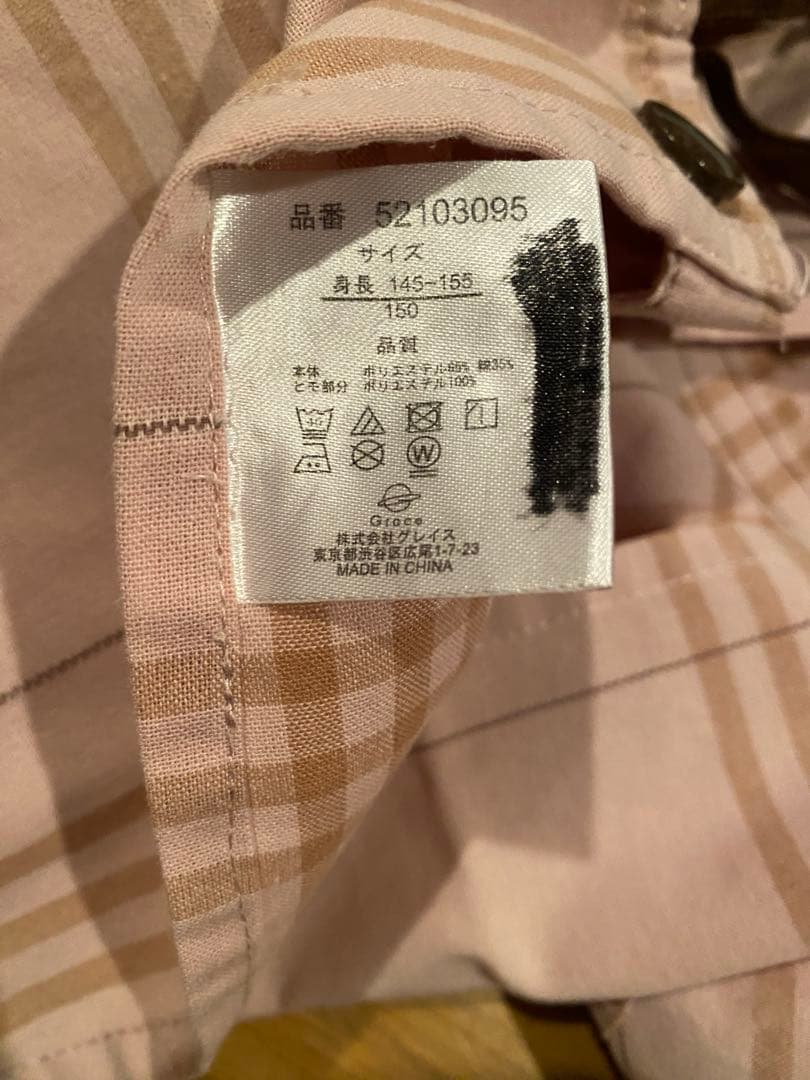 品番 52103095
サイズ
身長 145-155
150
品質
本体 ポリエステル65% 綿35%
ヒモ部分 ポリエステル100%
40
W
Grace
株式会社グレイス
東京都渋谷区広尾1-7-23
MADE IN CHINA